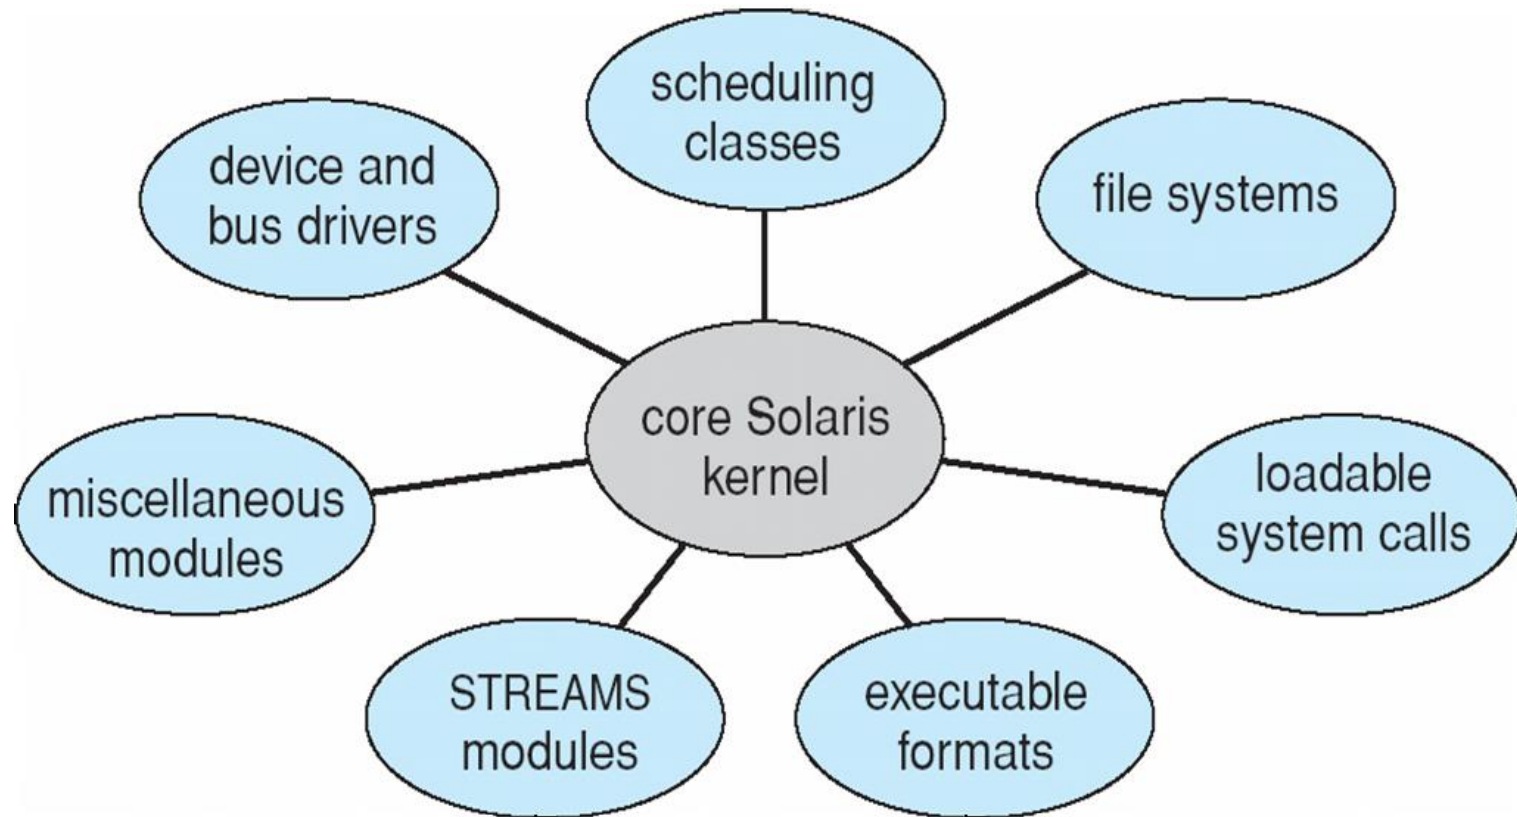 scheduling
classes
device and
bus drivers
file systems
core Solaris
kernel
miscellaneous
modules
loadable
system calls
STREAMS
modules
executable
formats